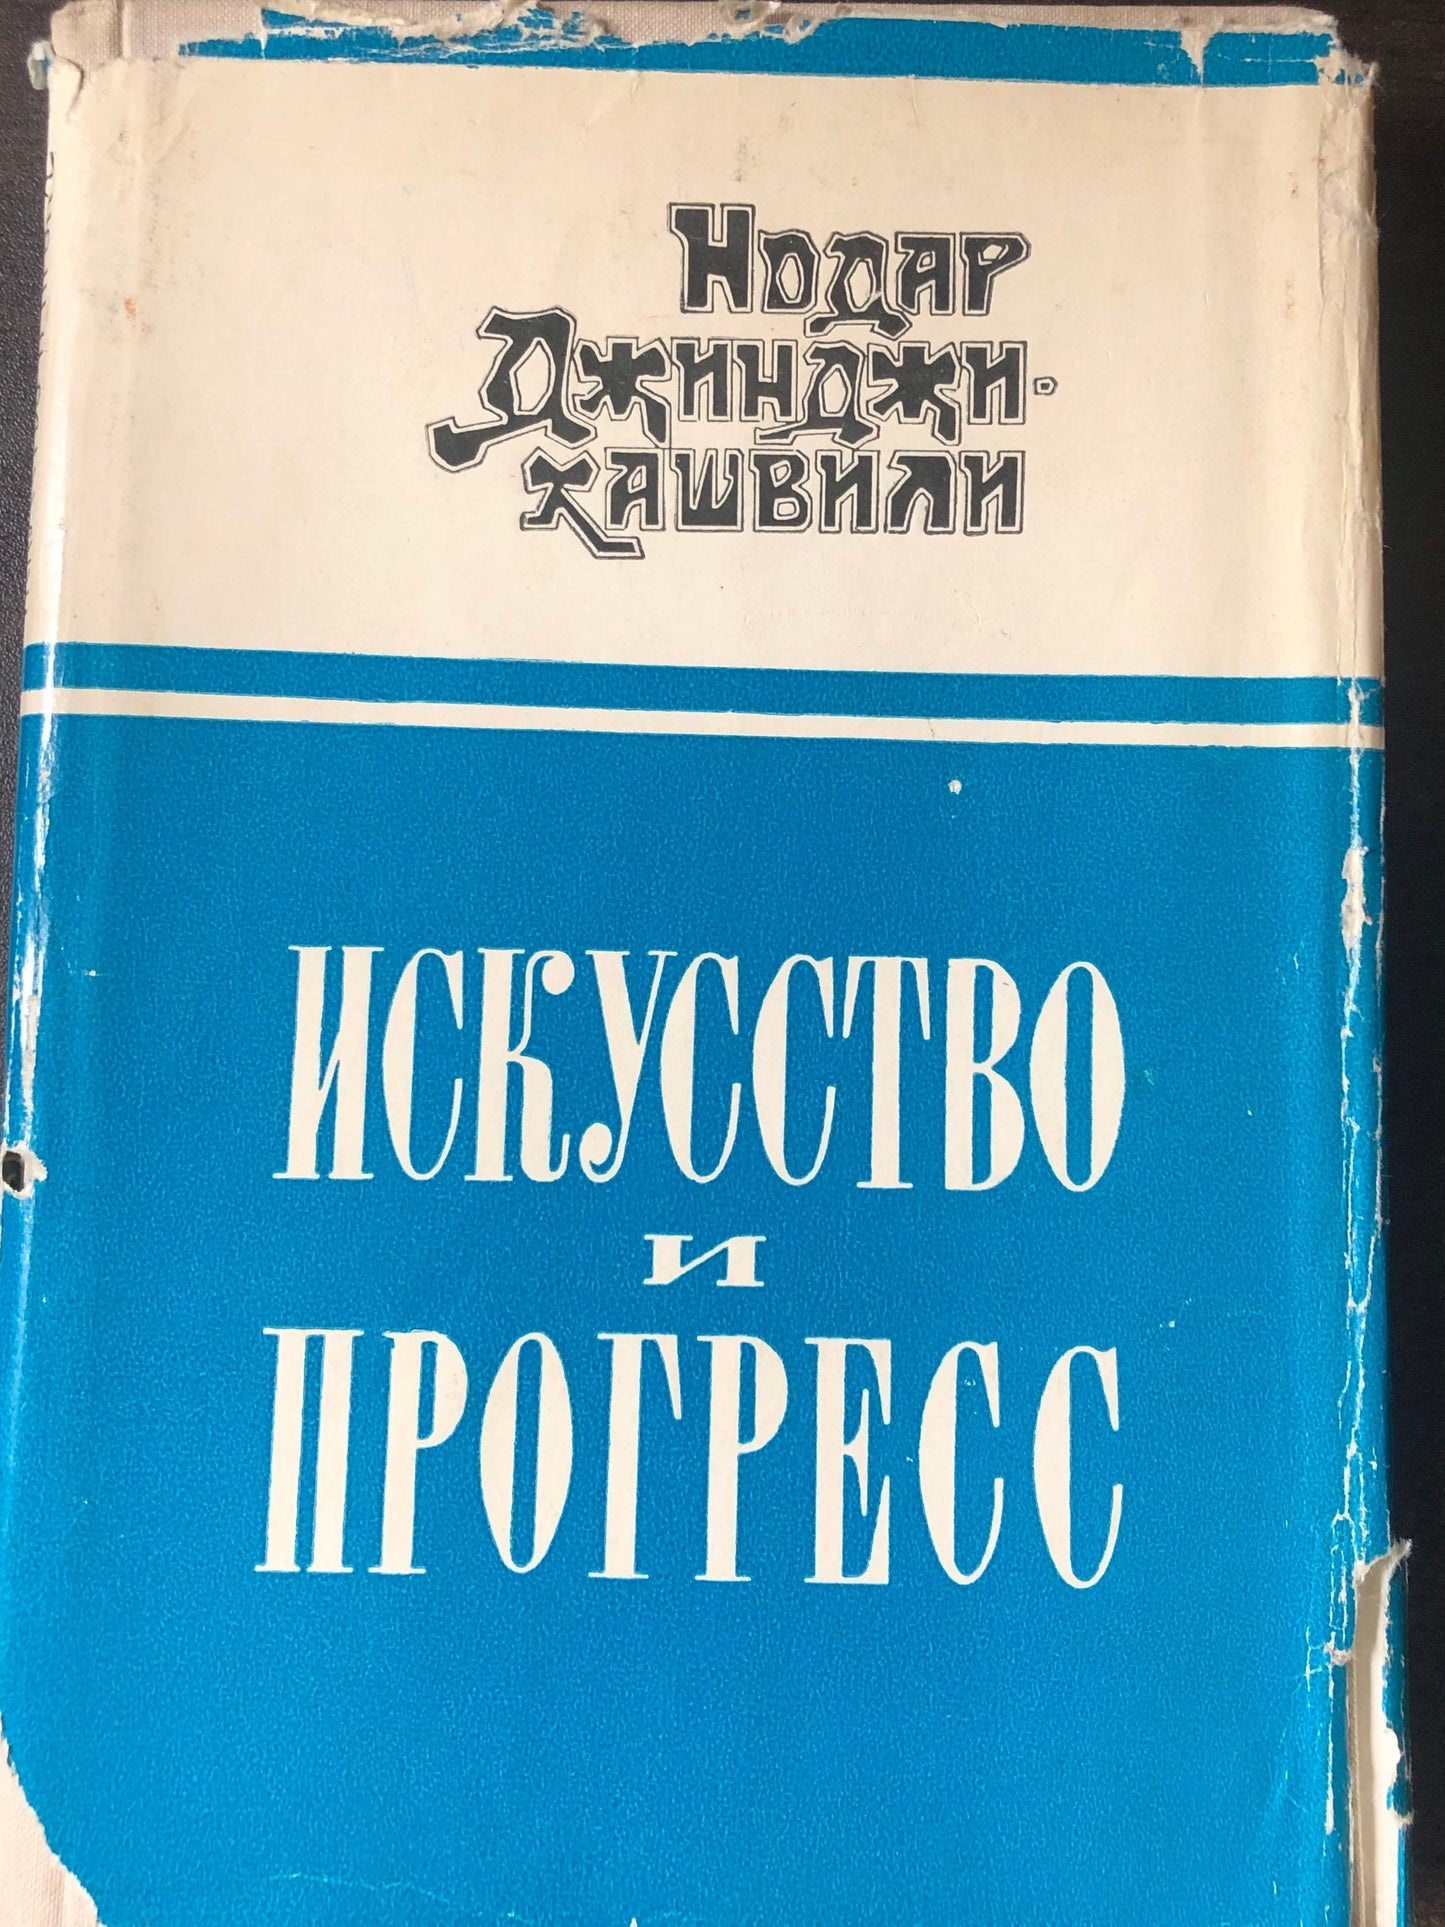 Нодар
Джинджи-
хашвили
ИСКУССТВО
И
ПРОГРЕСС